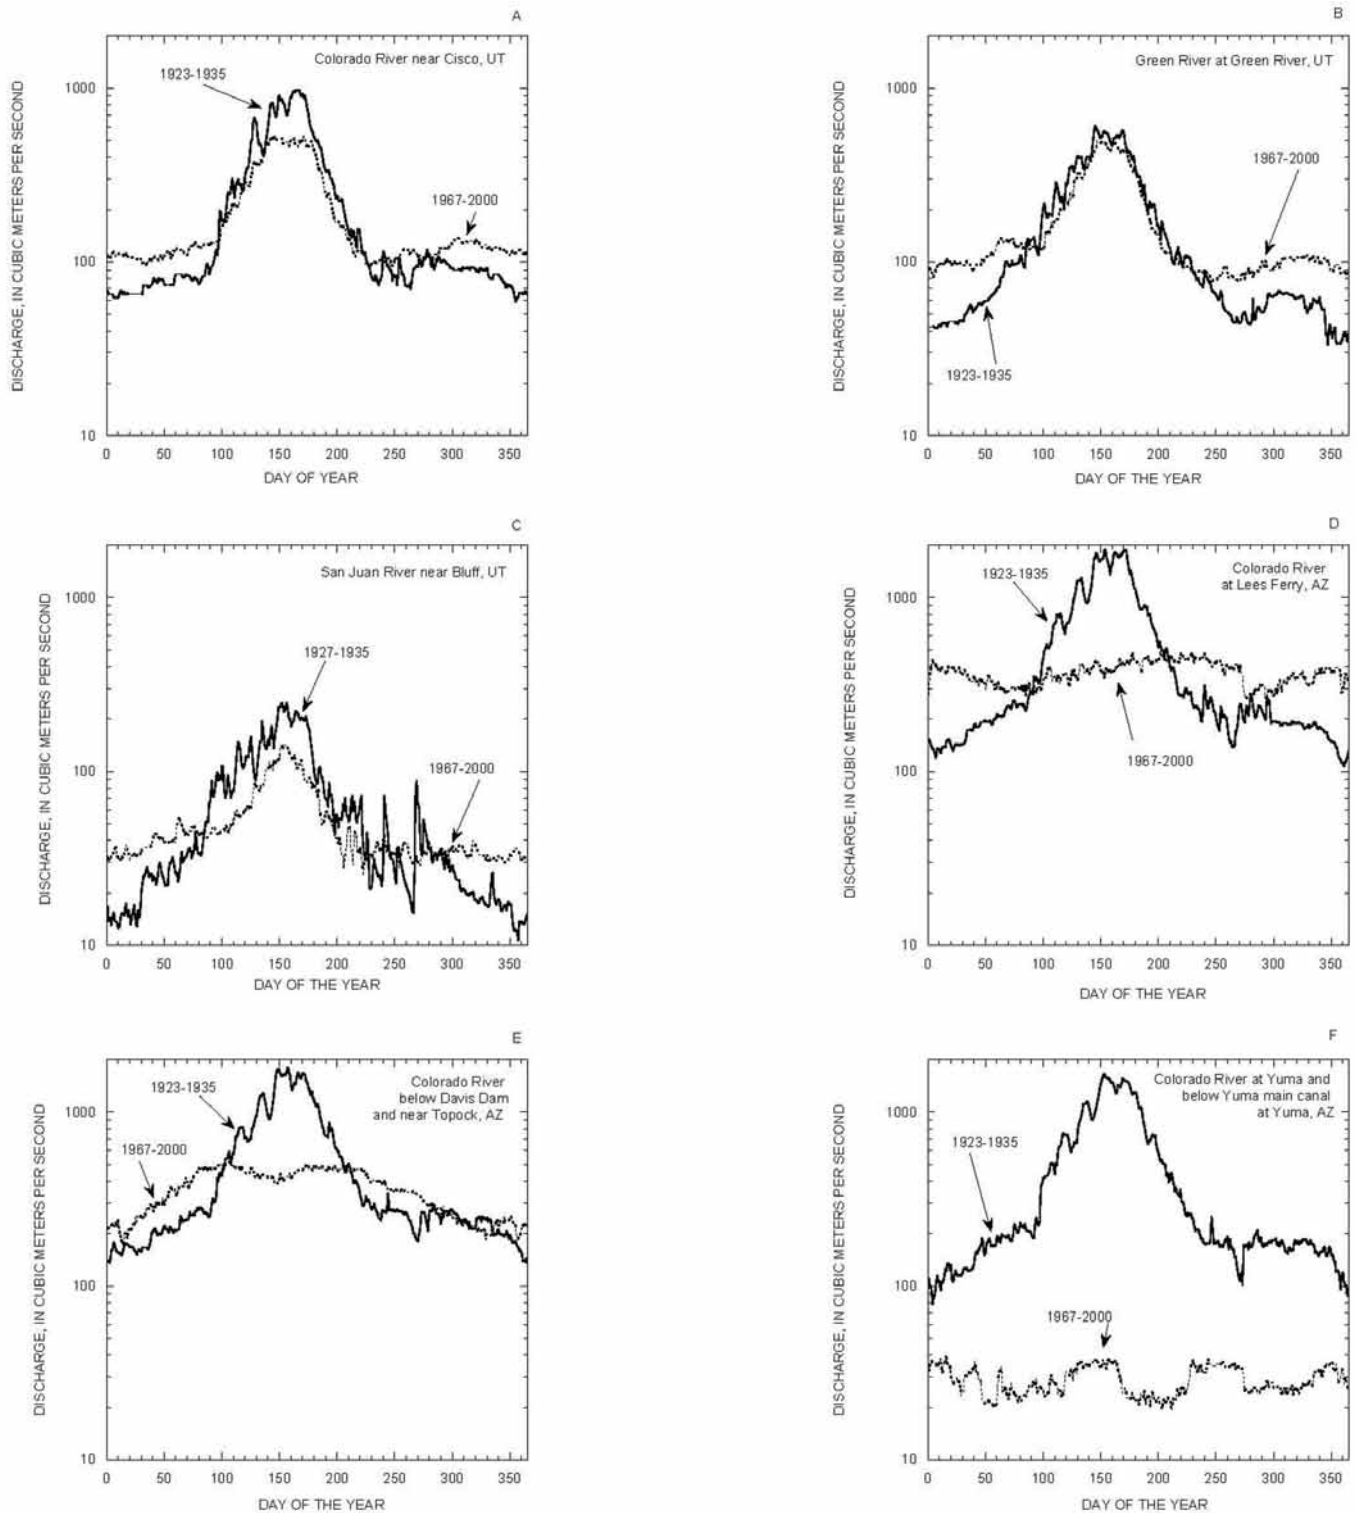 A
Colorado River near Cisco, UT
1923-1935
1967-2000
DISCHARGE, IN CUBIC METERS PER SECOND
1000
100
10
0 50 100 150 200 250 300 350
DAY OF YEAR
B
Green River at Green River, UT
1967-2000
1923-1935
DISCHARGE, IN CUBIC METERS PER SECOND
1000
100
10
0 50 100 150 200 250 300 350
DAY OF THE YEAR
C
San Juan River near Bluff, UT
1927-1935
1967-2000
DISCHARGE, IN CUBIC METERS PER SECOND
1000
100
10
0 50 100 150 200 250 300 350
DAY OF THE YEAR
D
Colorado River
at Lees Ferry, AZ
1923-1935
1967-2000
DISCHARGE, IN CUBIC METERS PER SECOND
1000
100
10
0 50 100 150 200 250 300 350
DAY OF THE YEAR
E
Colorado River
below Davis Dam
and near Topock, AZ
1923-1935
1967-2000
DISCHARGE, IN CUBIC METERS PER SECOND
1000
100
10
0 50 100 150 200 250 300 350
DAY OF THE YEAR
F
Colorado River at Yuma and
below Yuma main canal
at Yuma, AZ
1923-1935
1967-2000
DISCHARGE, IN CUBIC METERS PER SECOND
1000
100
10
0 50 100 150 200 250 300 350
DAY OF THE YEAR